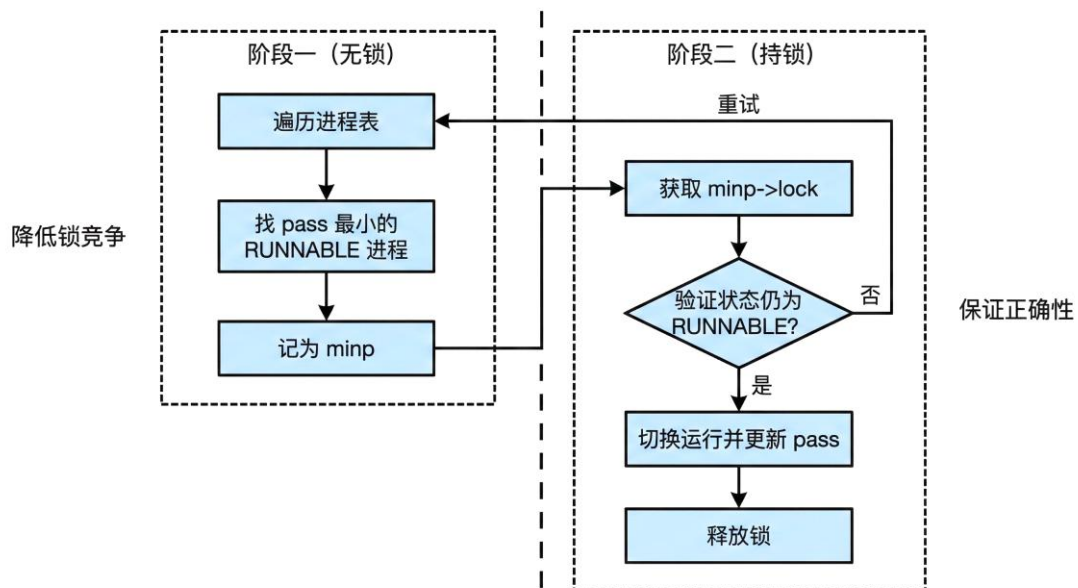 阶段一（无锁）
遍历进程表
找 pass 最小的
RUNNABLE 进程
记为 minp
降低锁竞争
阶段二（持锁）
重试
获取 minp->lock
验证状态仍为
RUNNABLE?
否
是
切换运行并更新 pass
释放锁
保证正确性